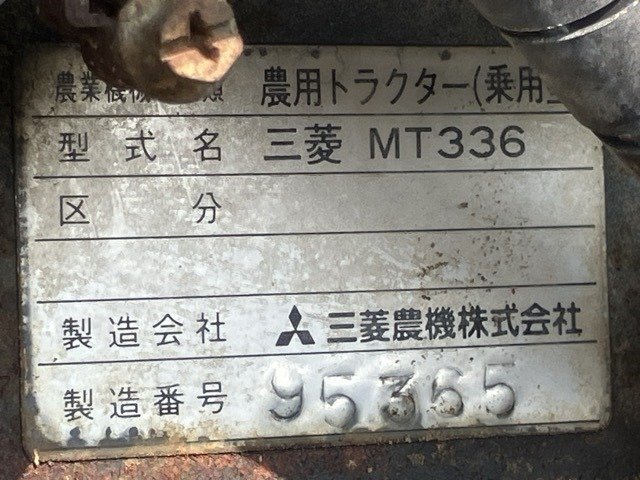 農業機 農用トラクター(乗用
型式名 三菱 MT336
区分
製造会社 三菱農機株式会社
製造番号 95365